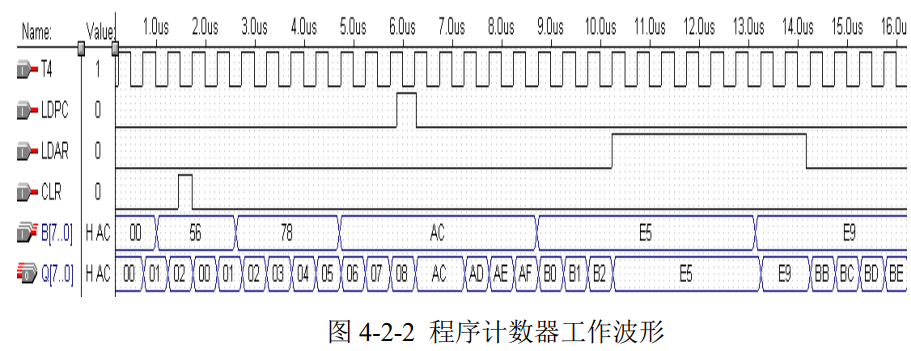 Name: Value: 1.0us 2.0us 3.0us 4.0us 5.0us 6.0us 7.0us 8.0us 9.0us 10.0us 11.0us 12.0us 13.0us 14.0us 15.0us 16.0us
T4 1
LDPC 0
LDAR 0
CLR 0
B[7..0] H AC 00 56 78 AC E5 E9
Q[7..0] H AC 00 01 02 00 01 02 03 04 05 06 07 08 AC AD AE AF B0 B1 B2 E5 E9 BB BC BD BE
图 4-2-2 程序计数器工作波形